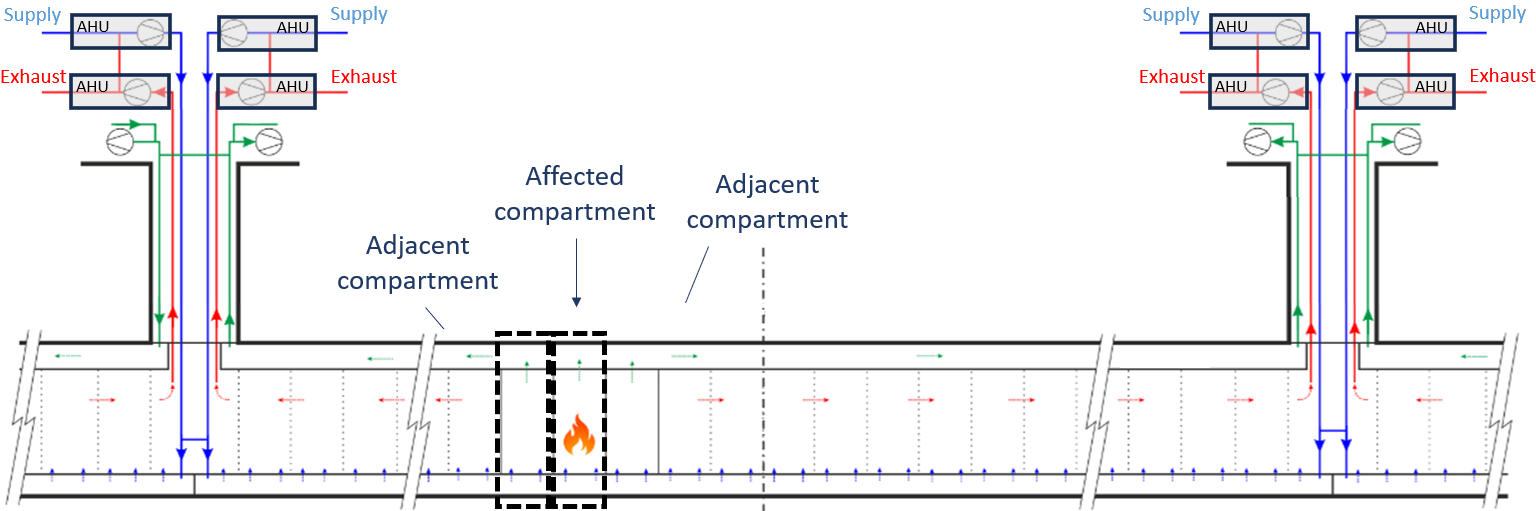 Supply
AHU
AHU
Supply
Supply
AHU
AHU
Supply
Exhaust
AHU
AHU
Exhaust
Exhaust
AHU
AHU
Exhaust
Affected
compartment
Adjacent
compartment
Adjacent
compartment